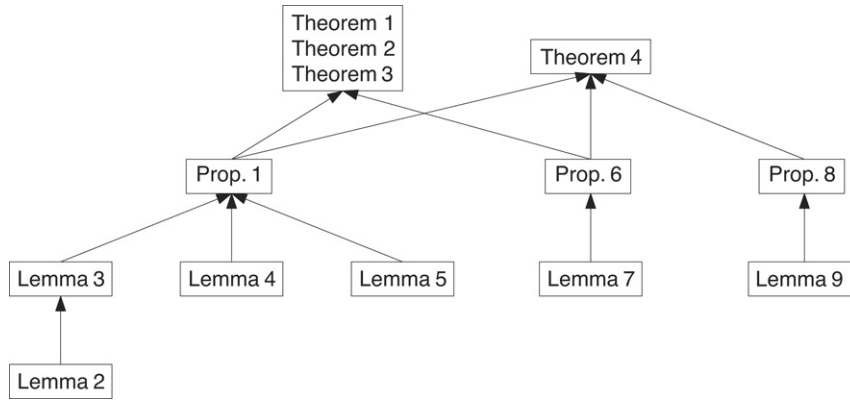 Theorem 1
Theorem 2
Theorem 3
Theorem 4
Prop. 1
Prop. 6
Prop. 8
Lemma 3
Lemma 4
Lemma 5
Lemma 7
Lemma 9
Lemma 2